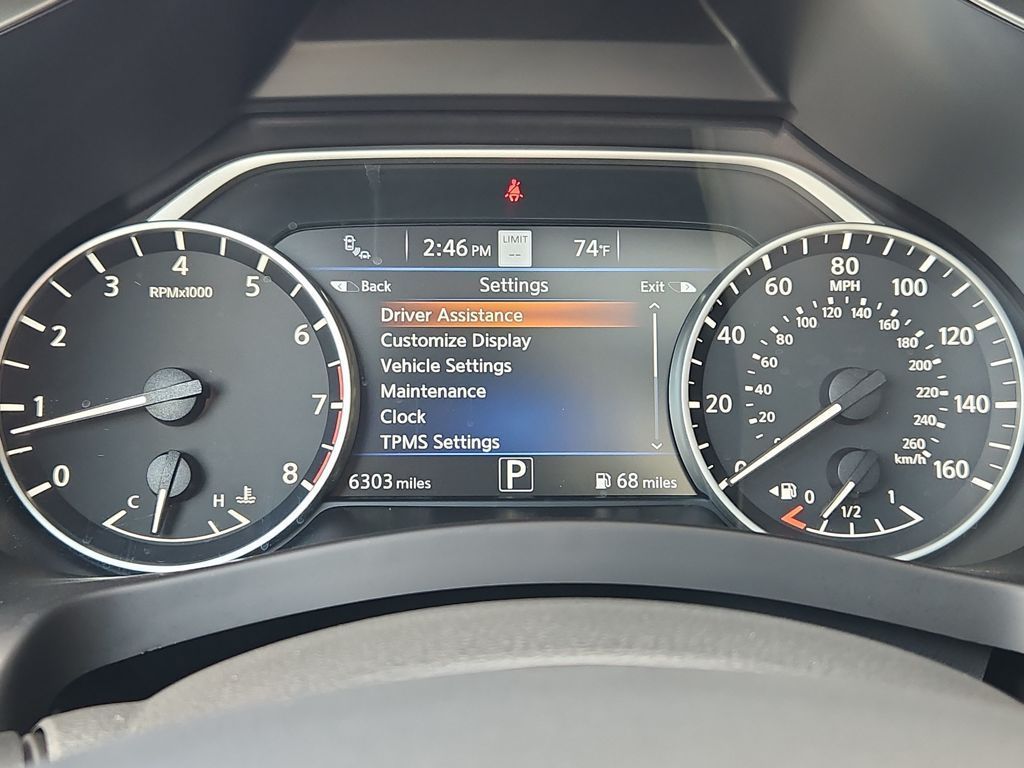 2:46 PM
LIMIT
--
74°F
Back
Settings
Exit
Driver Assistance
Customize Display
Vehicle Settings
Maintenance
Clock
TPMS Settings
6303 miles
P
68 miles
0
1
2
3
4
5
6
7
8
RPMx1000
C
H
0
20
40
60
80
100
120
140
160
MPH
0
20
40
60
80
100
120
140
160
180
200
220
240
260
km/h
0
1/2
1